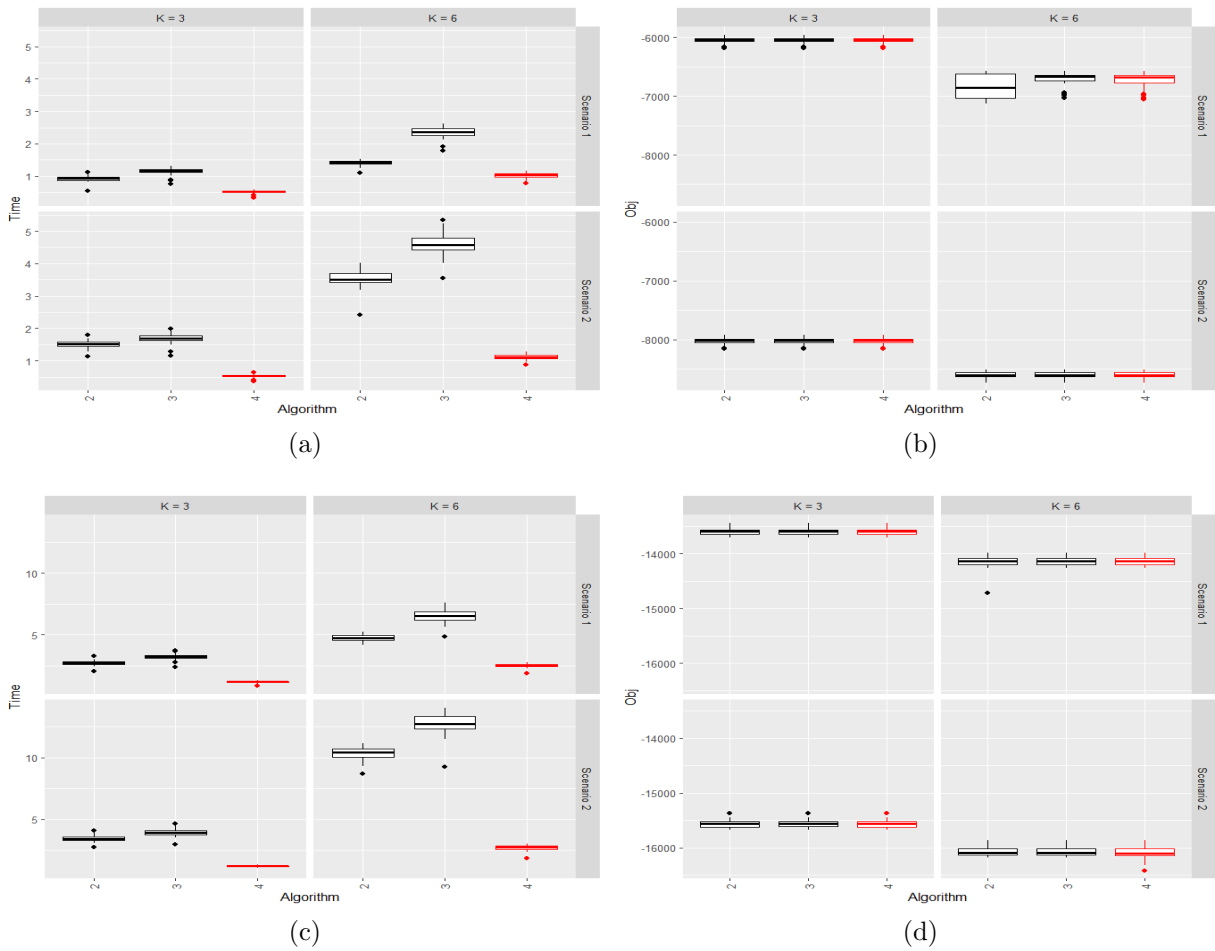 K = 3
K = 6
5
4
3
2
1
Scenario 1
5
4
3
2
1
Scenario 2
Time
2
3
4
2
3
4
Algorithm
(a)
K = 3
K = 6
-6000
-7000
-8000
Scenario 1
-6000
-7000
-8000
Scenario 2
Obj
2
3
4
2
3
4
Algorithm
(b)
K = 3
K = 6
10
5
Scenario 1
10
5
Scenario 2
Time
2
3
4
2
3
4
Algorithm
(c)
K = 3
K = 6
-14000
-15000
-16000
Scenario 1
-14000
-15000
-16000
Scenario 2
Obj
2
3
4
2
3
4
Algorithm
(d)